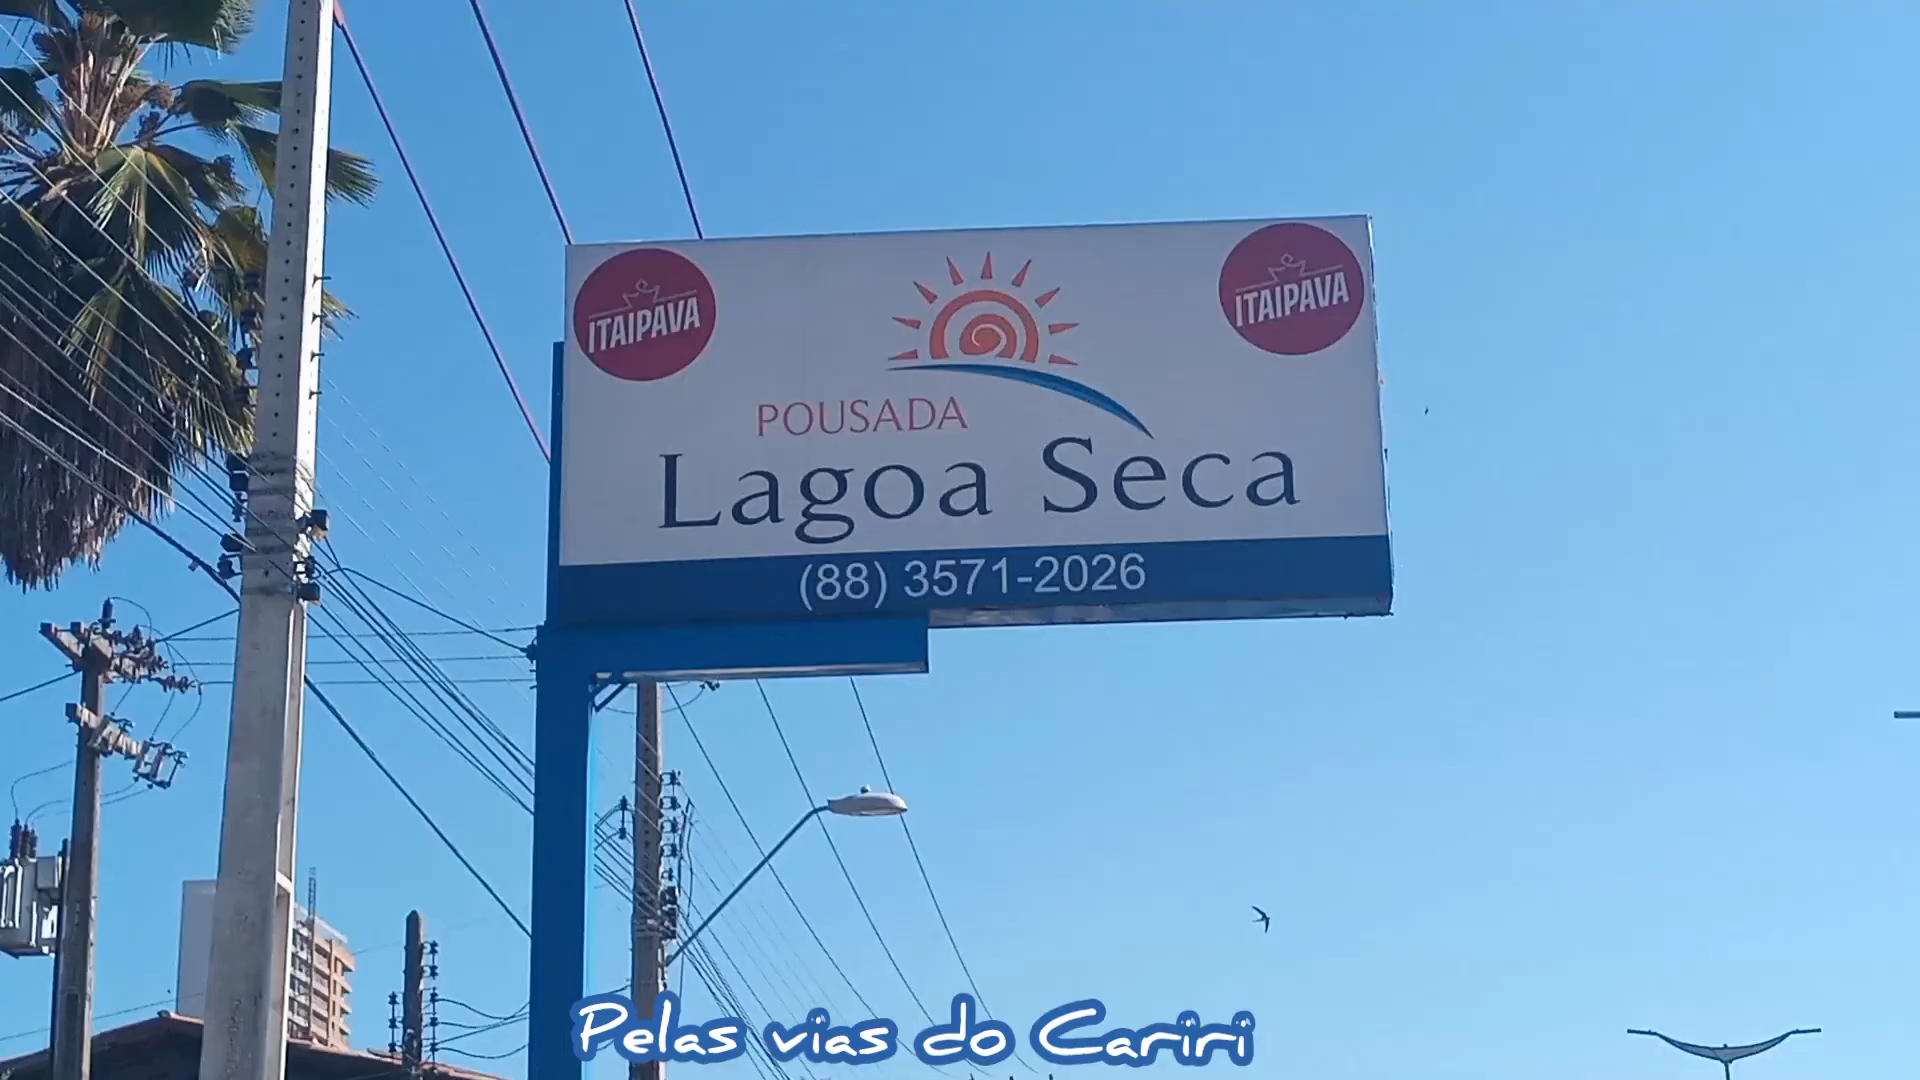 ITAIPAVA
ITAIPAVA
POUSADA
Lagoa Seca
(88) 3571-2026
Pelas vias do Cariri